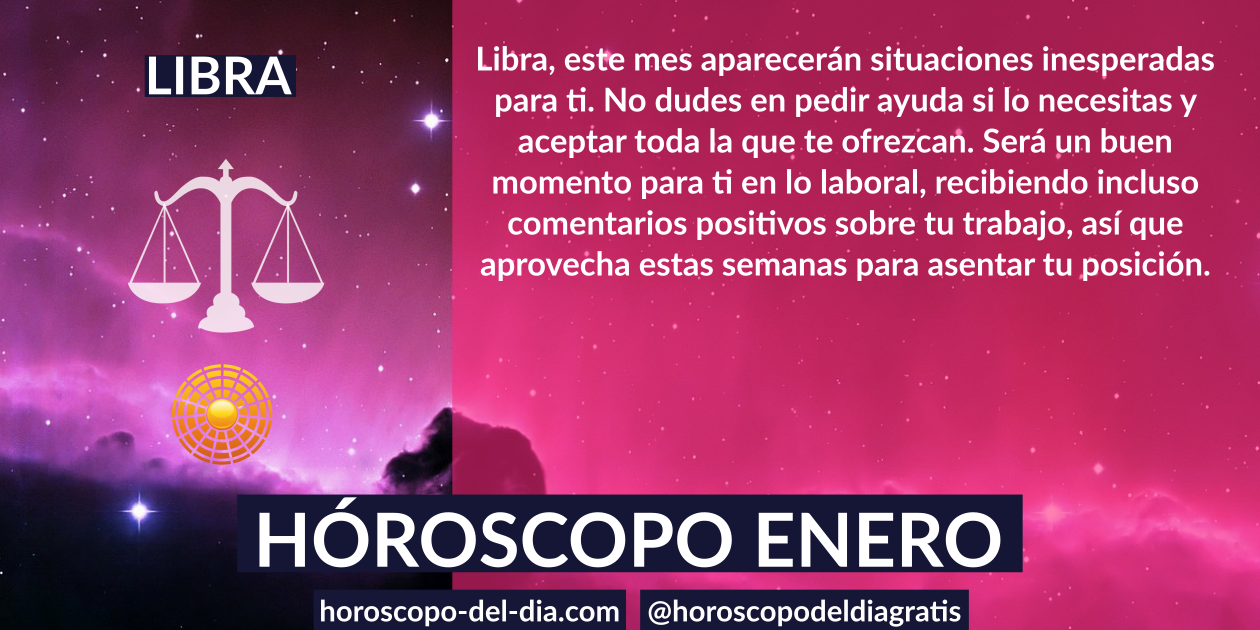 LIBRA
Libra, este mes aparecerán situaciones inesperadas
para ti. No dudes en pedir ayuda si lo necesitas y
aceptar toda la que te ofrezcan. Será un buen
momento para ti en lo laboral, recibiendo incluso
comentarios positivos sobre tu trabajo, así que
aprovecha estas semanas para asentar tu posición.
HÓROSCOPO ENERO
horoscopo-del-dia.com
@horoscopodeldiagratis